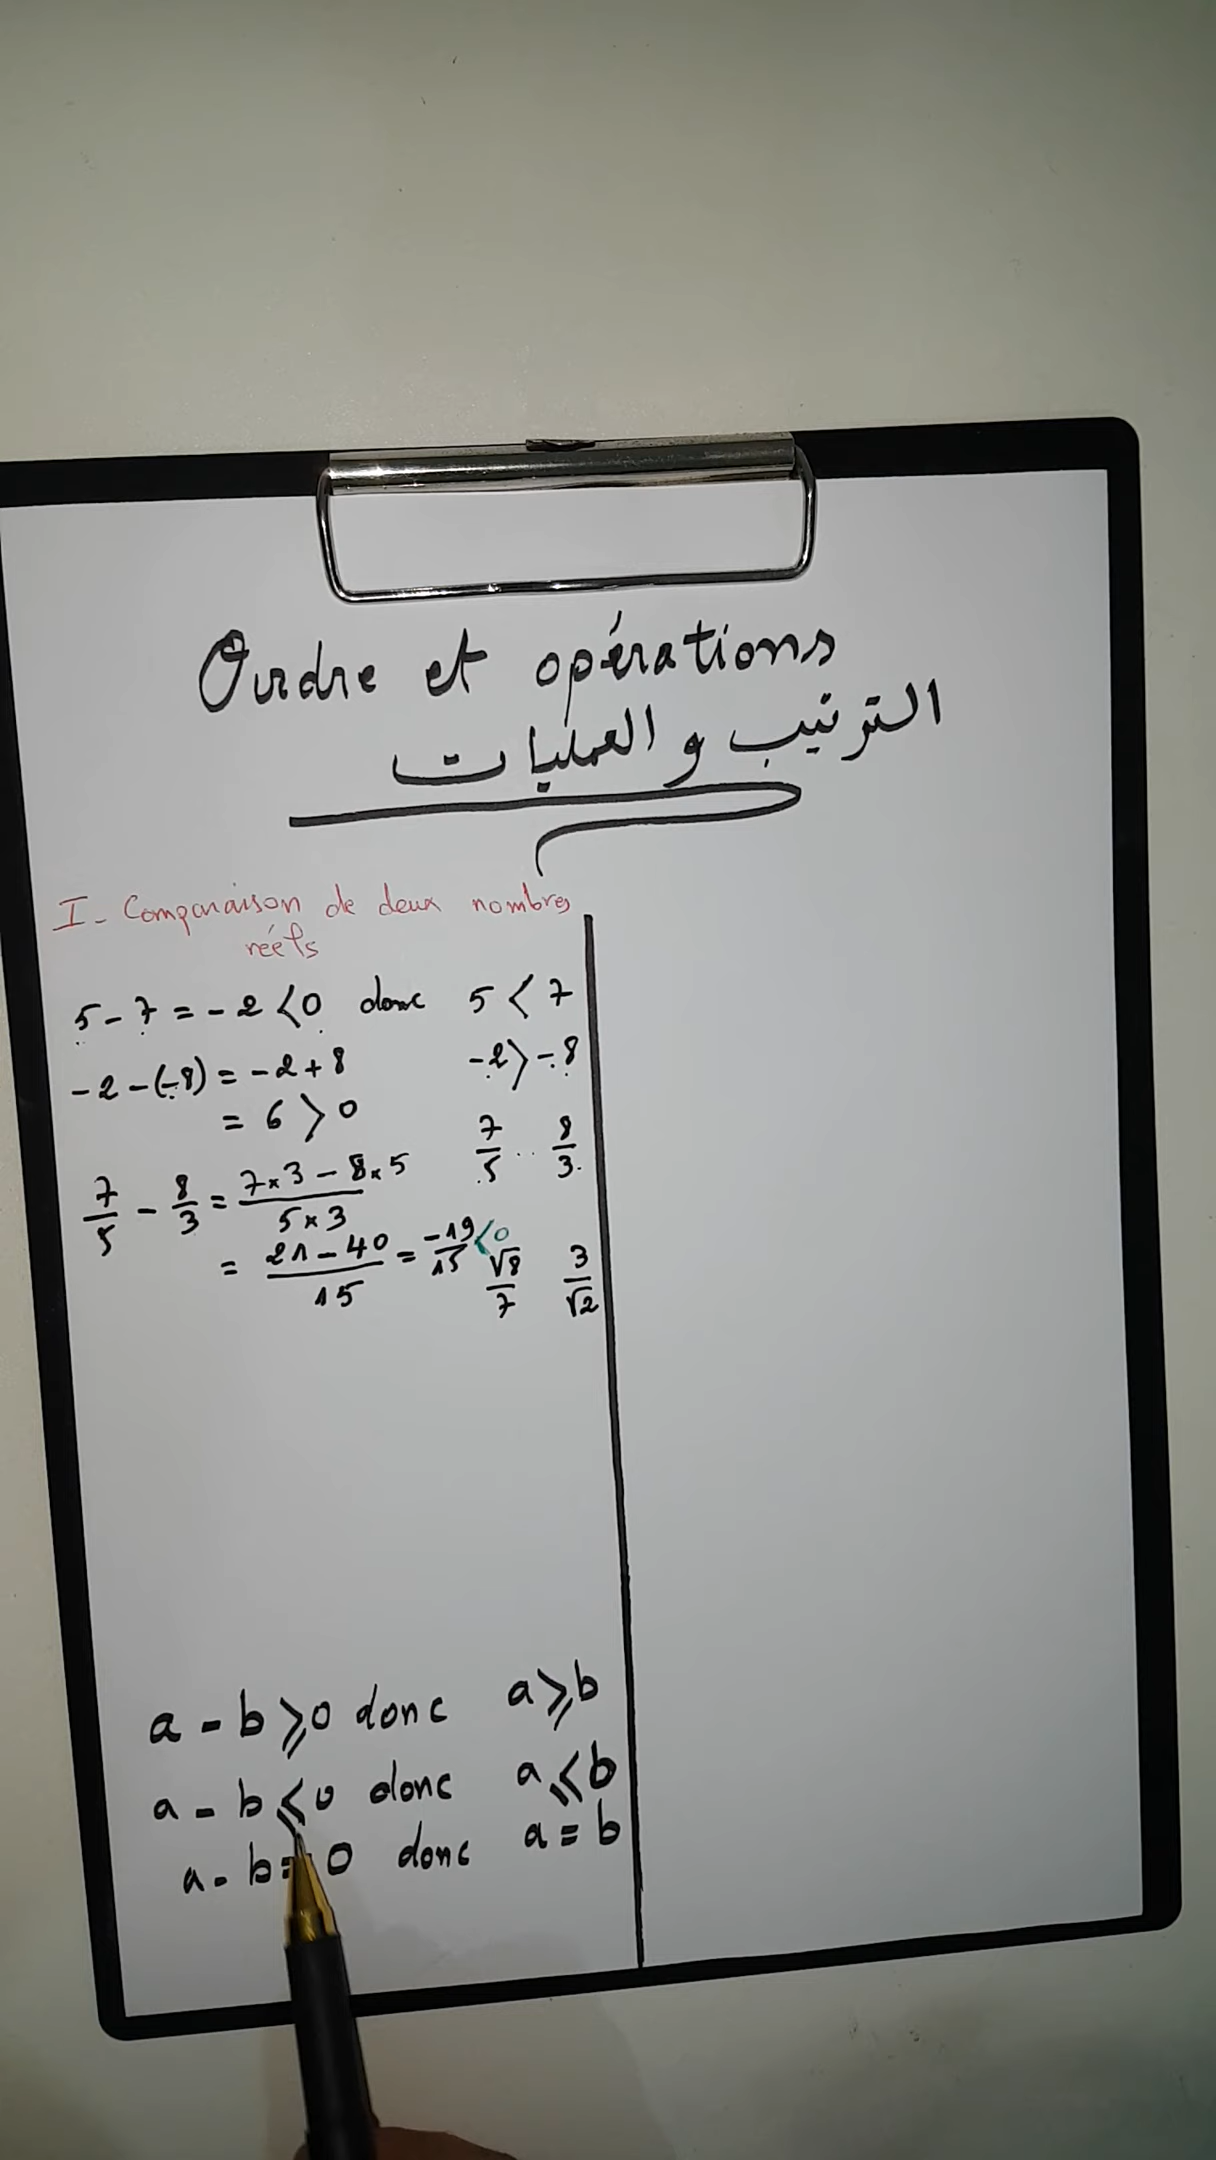 Ordre et opérations
الترتيب و العمليات
I - Comparaison de deux nombres
réels
5 - 7 = - 2 < 0 donc 5 < 7
- 2 - (-8) = - 2 + 8 -2 > -8
= 6 > 0
7/5 .. 8/3
7/5 - 8/3 = (7×3 - 8×5)/(5×3)
= (21 - 40)/15 = -19/15 < 0
√8/7 3/√2
a - b ⩾ 0 donc a ⩾ b
a - b ⩽ 0 donc a ⩽ b
a - b = 0 donc a = b